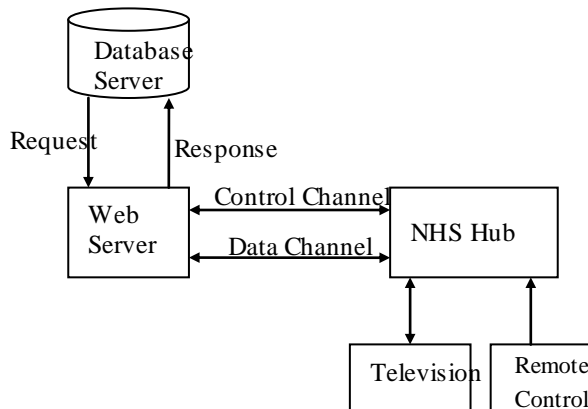 Database
Server
Request
Response
Control Channel
Web
Server
NHS Hub
Data Channel
Television
Remote
Control